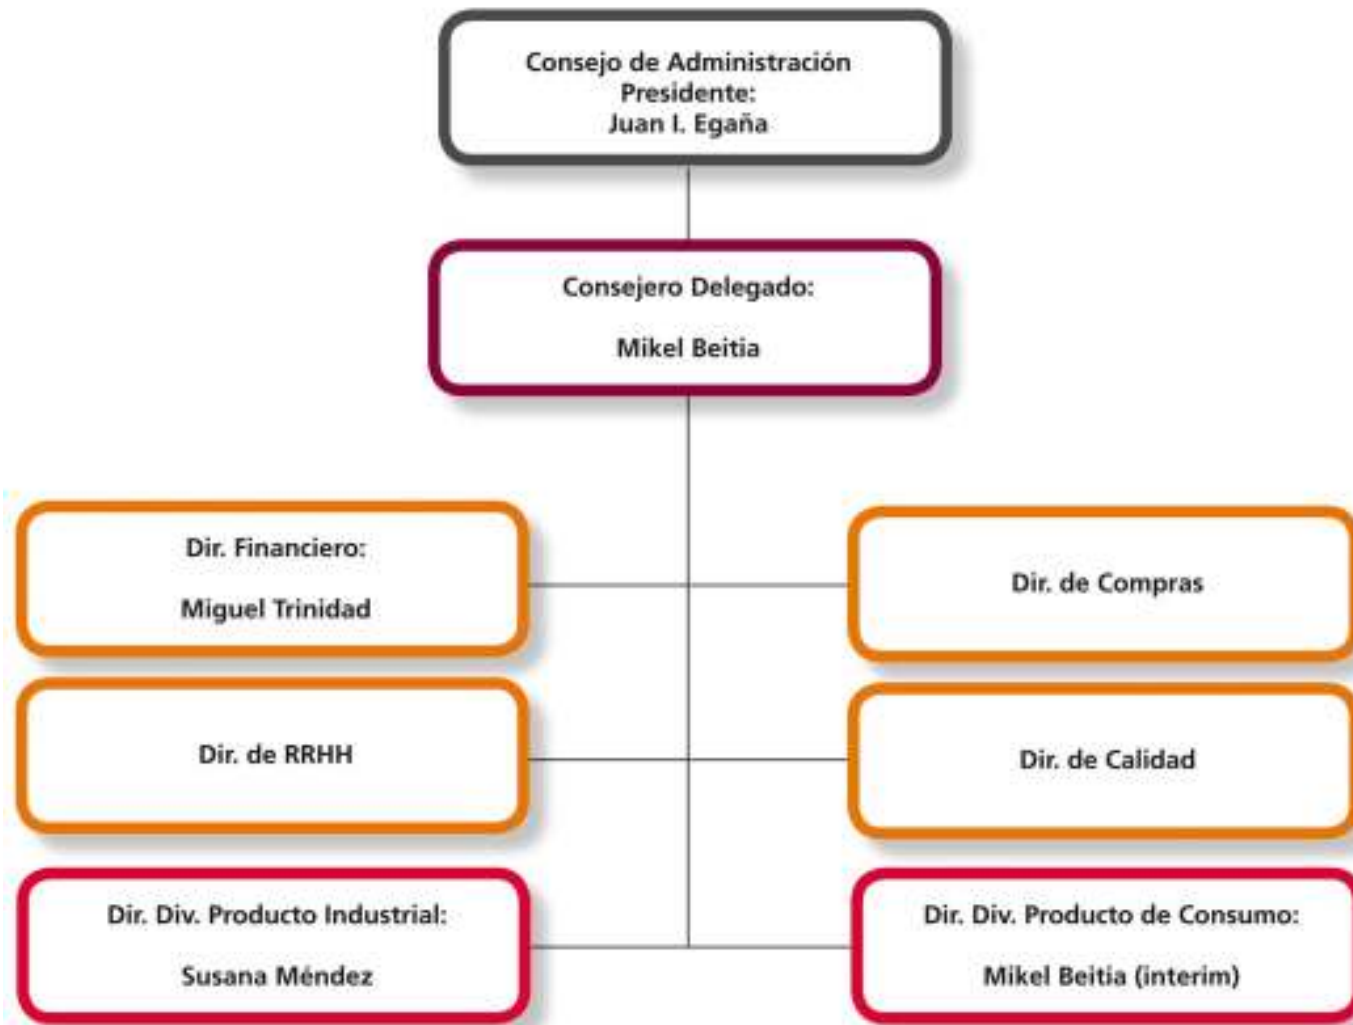 Consejo de Administración
Presidente:
Juan I. Egaña
Consejero Delegado:
Mikel Beitia
Dir. Financiero:
Miguel Trinidad
Dir. de Compras
Dir. de RRHH
Dir. de Calidad
Dir. Div. Producto Industrial:
Susana Méndez
Dir. Div. Producto de Consumo:
Mikel Beitia (interim)